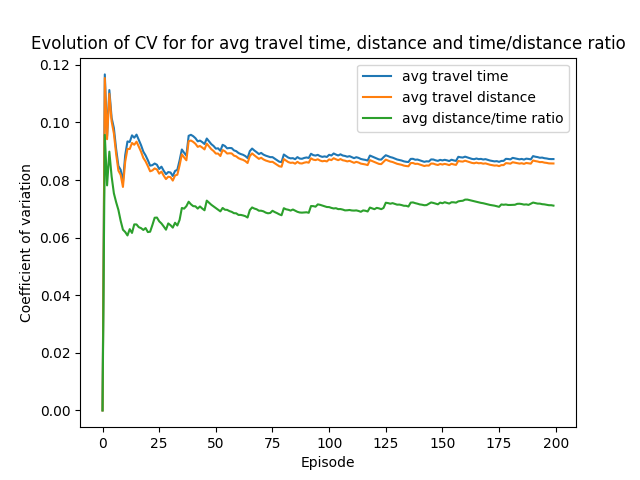 Evolution of CV for for avg travel time, distance and time/distance ratio
avg travel time
avg travel distance
avg distance/time ratio
0.12
0.10
0.08
0.06
0.04
0.02
0.00
Coefficient of variation
0 25 50 75 100 125 150 175 200
Episode